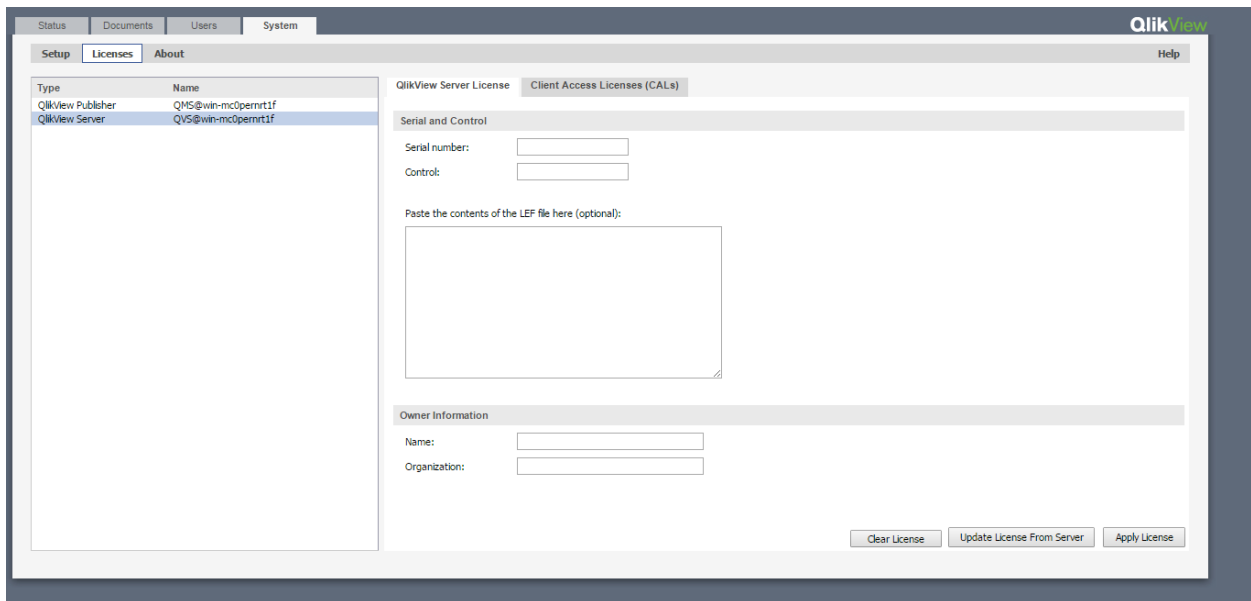 Status Documents Users System QlikView
Setup Licenses About Help
Type Name
QlikView Publisher QMS@win-mc0pernrt1f
QlikView Server QVS@win-mc0pernrt1f
QlikView Server License Client Access Licenses (CALs)
Serial and Control
Serial number:
Control:
Paste the contents of the LEF file here (optional):
Owner Information
Name:
Organization:
Clear License Update License From Server Apply License